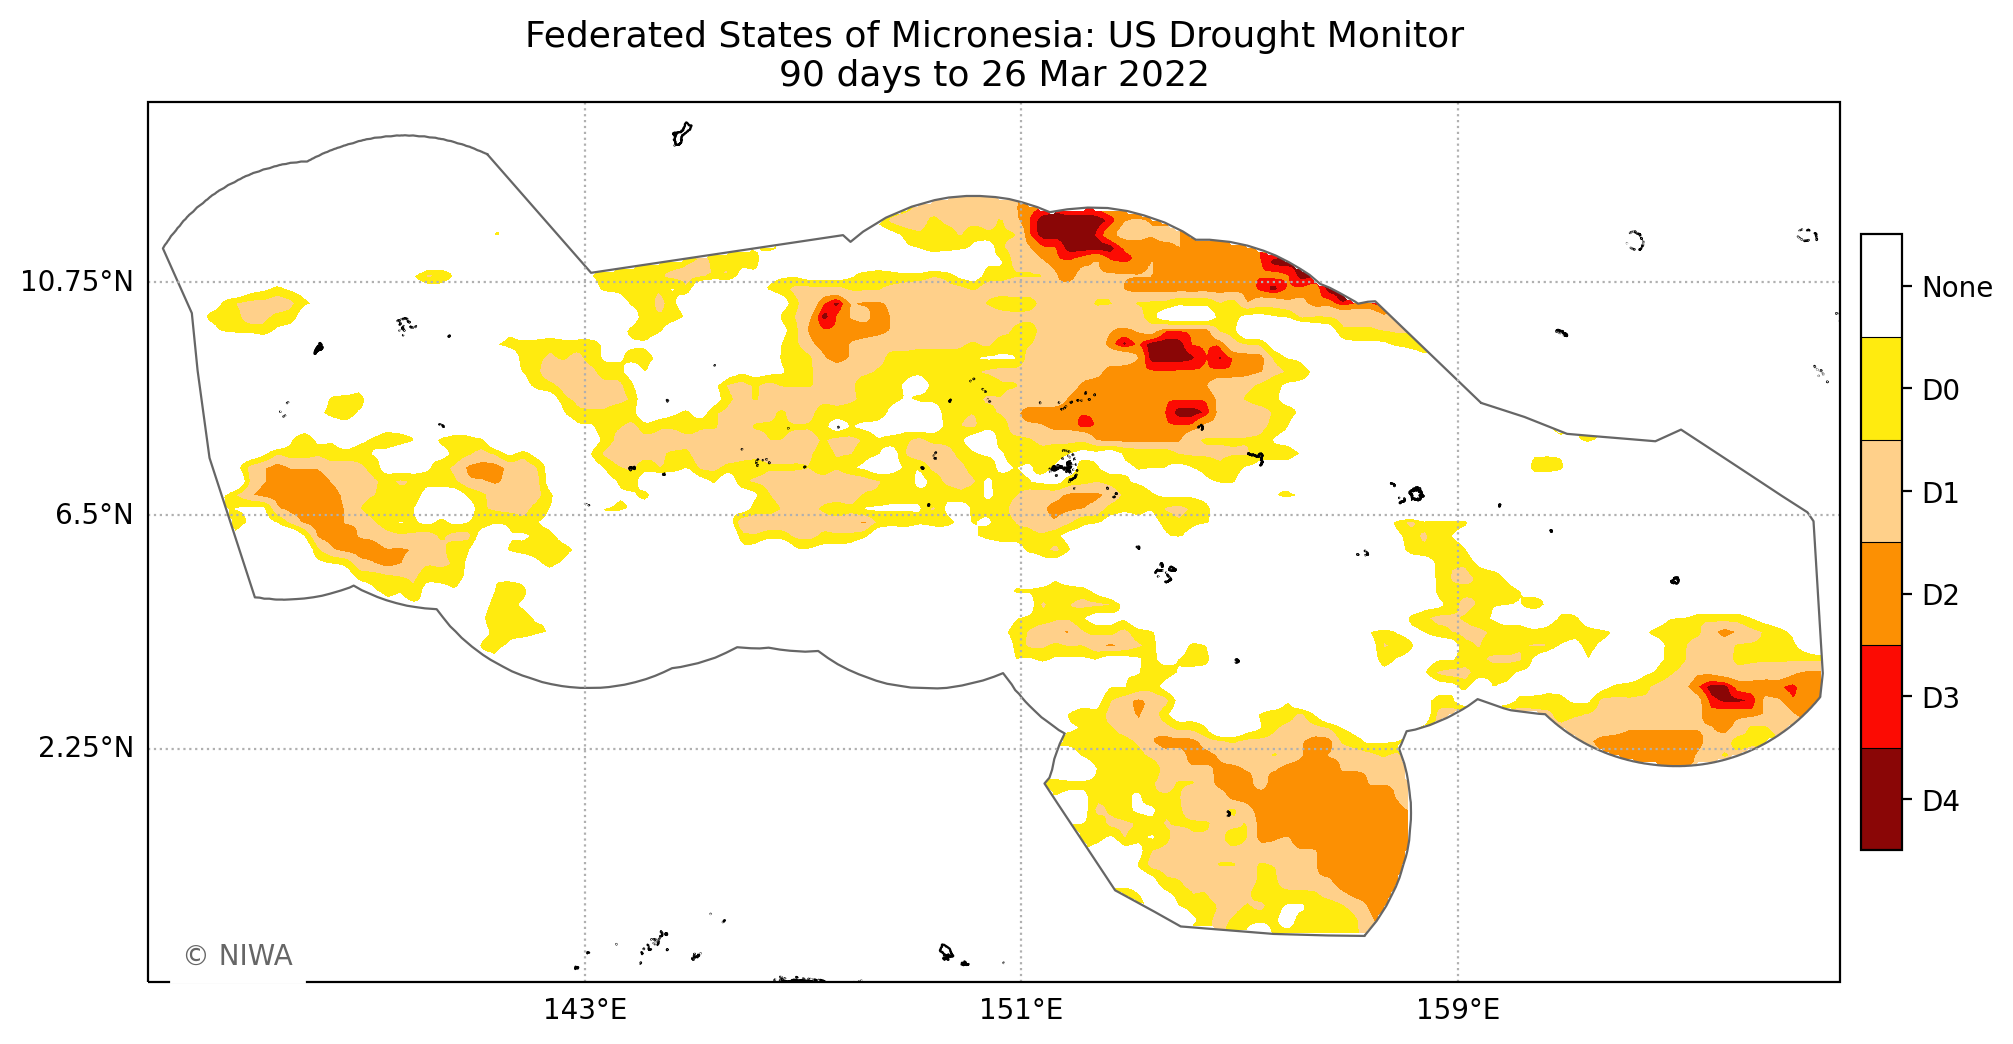 Federated States of Micronesia: US Drought Monitor
90 days to 26 Mar 2022
10.75°N
6.5°N
2.25°N
143°E
151°E
159°E
None
D0
D1
D2
D3
D4
© NIWA